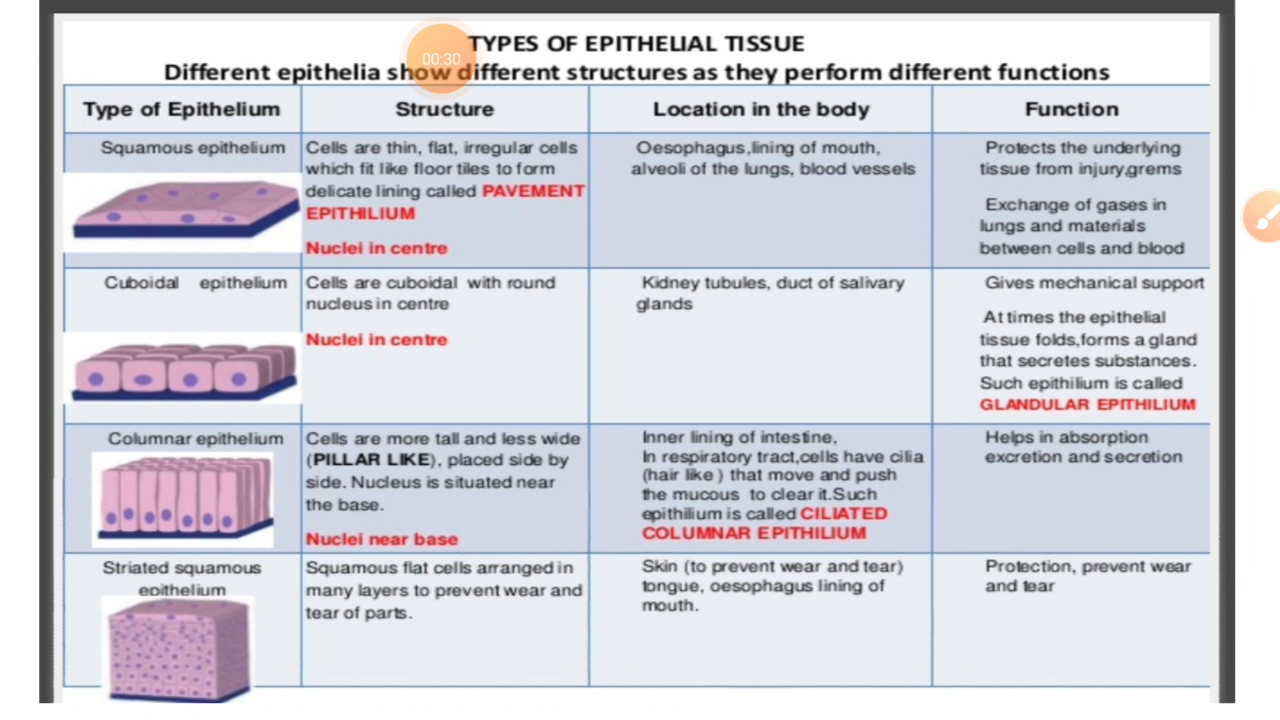 TYPES OF EPITHELIAL TISSUE
00:30
Different epithelia show different structures as they perform different functions
Type of Epithelium
Structure
Location in the body
Function
Squamous epithelium
Cells are thin, flat, irregular cells
which fit like floor tiles to form
delicate lining called PAVEMENT
EPITHILIUM
Nuclei in centre
Oesophagus,lining of mouth,
alveoli of the lungs, blood vessels
Protects the underlying
tissue from injury,grems
Exchange of gases in
lungs and materials
between cells and blood
Cuboidal epithelium
Cells are cuboidal with round
nucleus in centre
Nuclei in centre
Kidney tubules, duct of salivary
glands
Gives mechanical support
At times the epithelial
tissue folds,forms a gland
that secretes substances.
Such epithilium is called
GLANDULAR EPITHILIUM
Columnar epithelium
Cells are more tall and less wide
(PILLAR LIKE), placed side by
side. Nucleus is situated near
the base.
Nuclei near base
Inner lining of intestine,
In respiratory tract,cells have cilia
(hair like ) that move and push
the mucous to clear it.Such
epithilium is called CILIATED
COLUMNAR EPITHILIUM
Helps in absorption
excretion and secretion
Striated squamous
epithelium
Squamous flat cells arranged in
many layers to prevent wear and
tear of parts.
Skin (to prevent wear and tear)
tongue, oesophagus lining of
mouth.
Protection, prevent wear
and tear